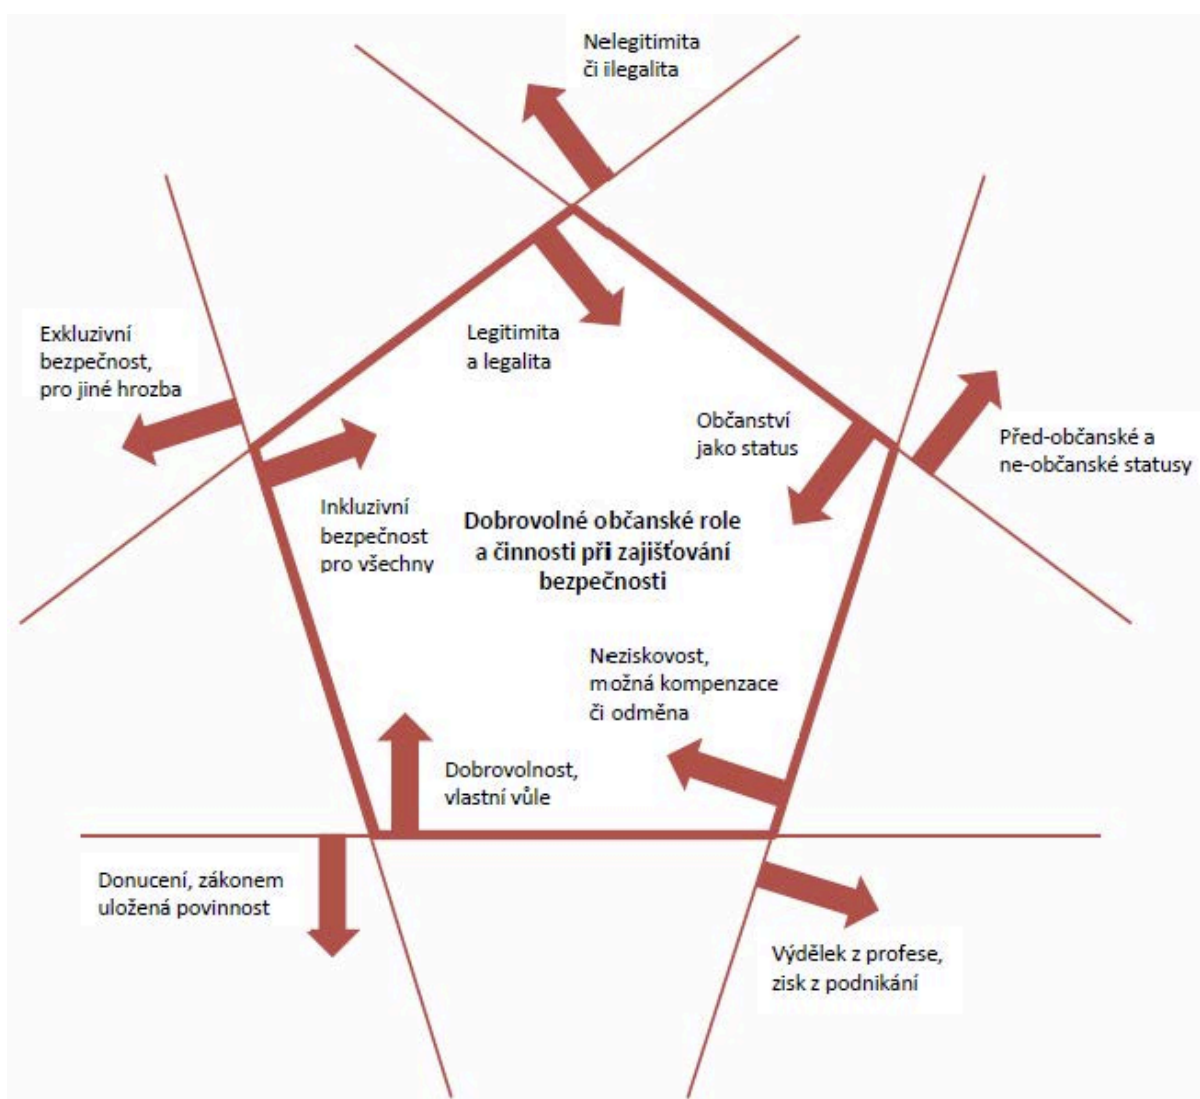 Nelegitimita
či ilegalita
Exkluzivní
bezpečnost,
pro jiné hrozba
Legitimita
a legalita
Občanství
jako status
Před-občanské a
ne-občanské statusy
Inkluzivní
bezpečnost
pro všechny
Dobrovolné občanské role
a činnosti při zajišťování
bezpečnosti
Neziskovost,
možná kompenzace
či odměna
Dobrovolnost,
vlastní vůle
Donucení, zákonem
uložená povinnost
Výdělek z profese,
zisk z podnikání